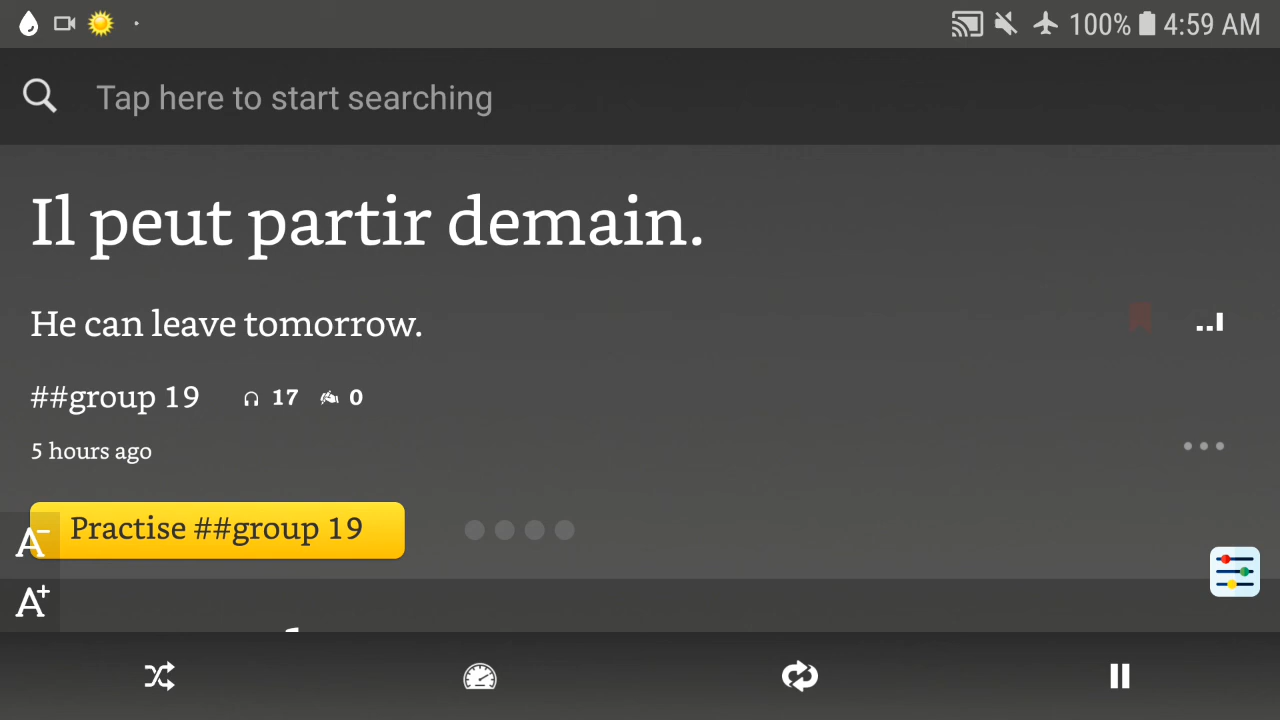 100% 4:59 AM
Tap here to start searching
Il peut partir demain.
He can leave tomorrow.
##group 19 17 0
5 hours ago
Practise ##group 19
A-
A+